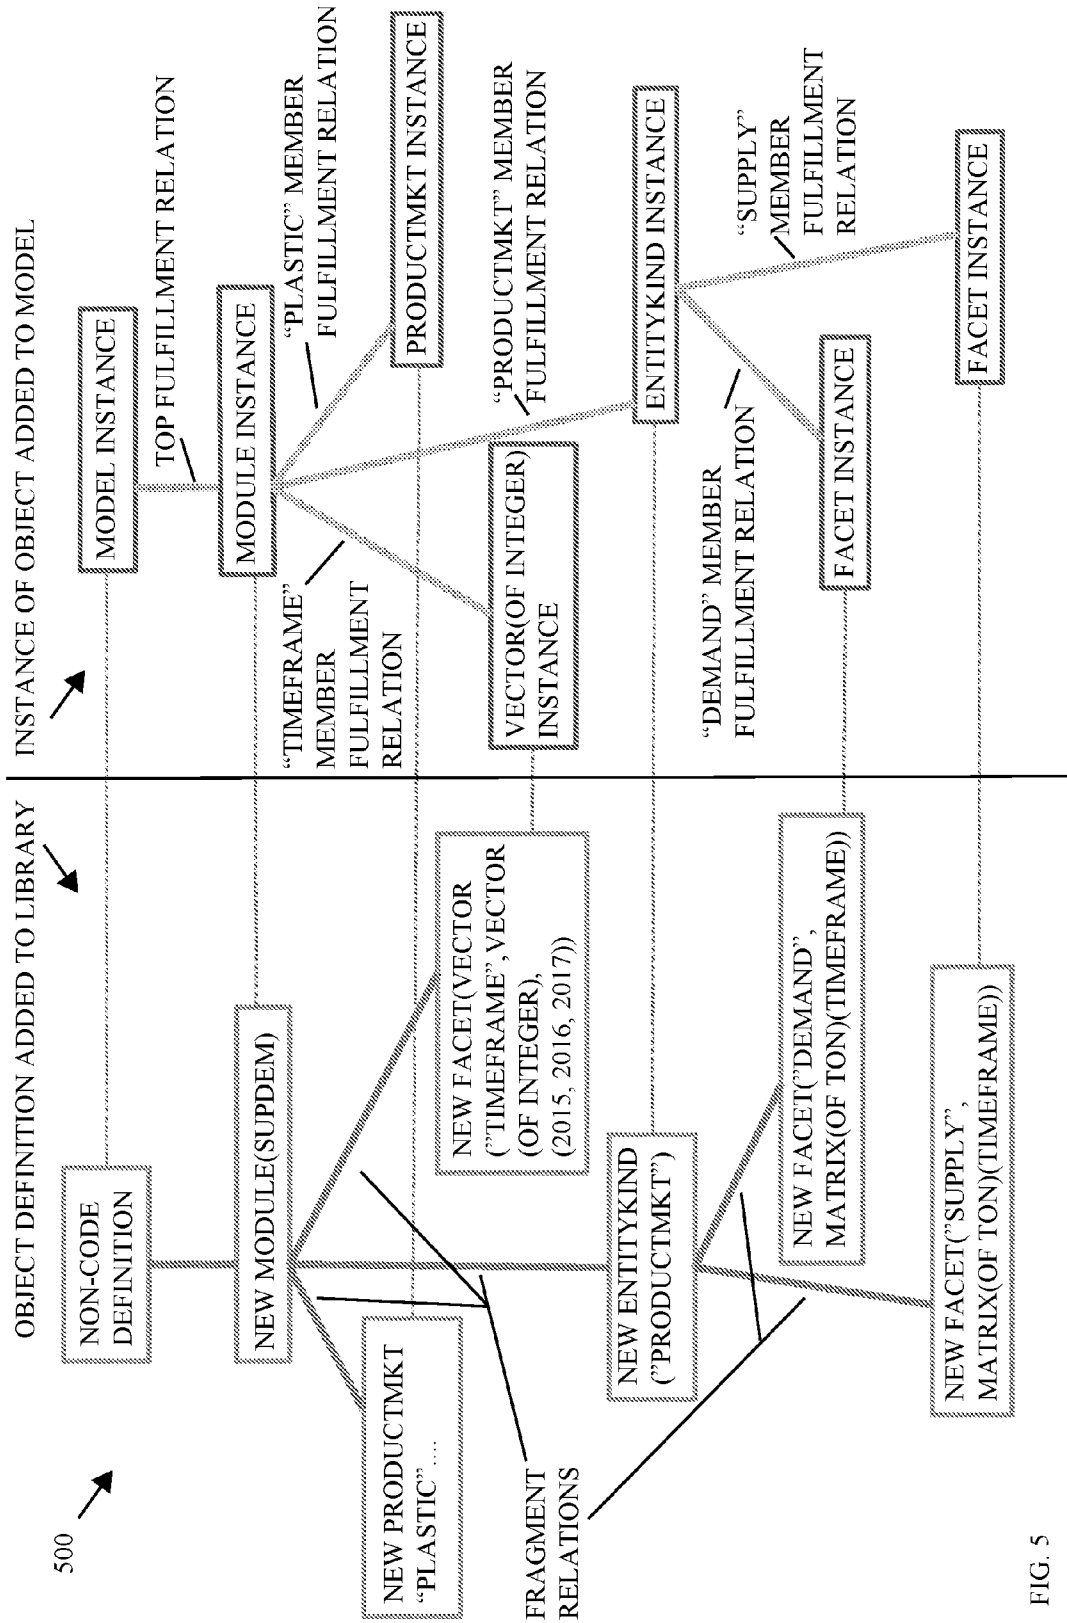 500
OBJECT DEFINITION ADDED TO LIBRARY
INSTANCE OF OBJECT ADDED TO MODEL
NON-CODE
DEFINITION
MODEL INSTANCE
TOP FULFILLMENT RELATION
NEW MODULE(SUPDEM)
MODULE INSTANCE
“PLASTIC” MEMBER
FULFILLMENT RELATION
“TIMEFRAME”
MEMBER
FULFILLMENT
RELATION
NEW PRODUCTMKT
“PLASTIC” ....
PRODUCTMKT INSTANCE
NEW FACET(VECTOR
("TIMEFRAME”,VECTOR
(OF INTEGER),
(2015, 2016, 2017))
VECTOR(OF INTEGER)
INSTANCE
“PRODUCTMKT” MEMBER
FULFILLMENT RELATION
FRAGMENT
RELATIONS
NEW ENTITYKIND
("PRODUCTMKT”)
ENTITYKIND INSTANCE
“DEMAND” MEMBER
FULFILLMENT RELATION
“SUPPLY”
MEMBER
FULFILLMENT
RELATION
NEW FACET("DEMAND”,
MATRIX(OF TON)(TIMEFRAME))
FACET INSTANCE
NEW FACET("SUPPLY”,
MATRIX(OF TON)(TIMEFRAME))
FACET INSTANCE
FIG. 5